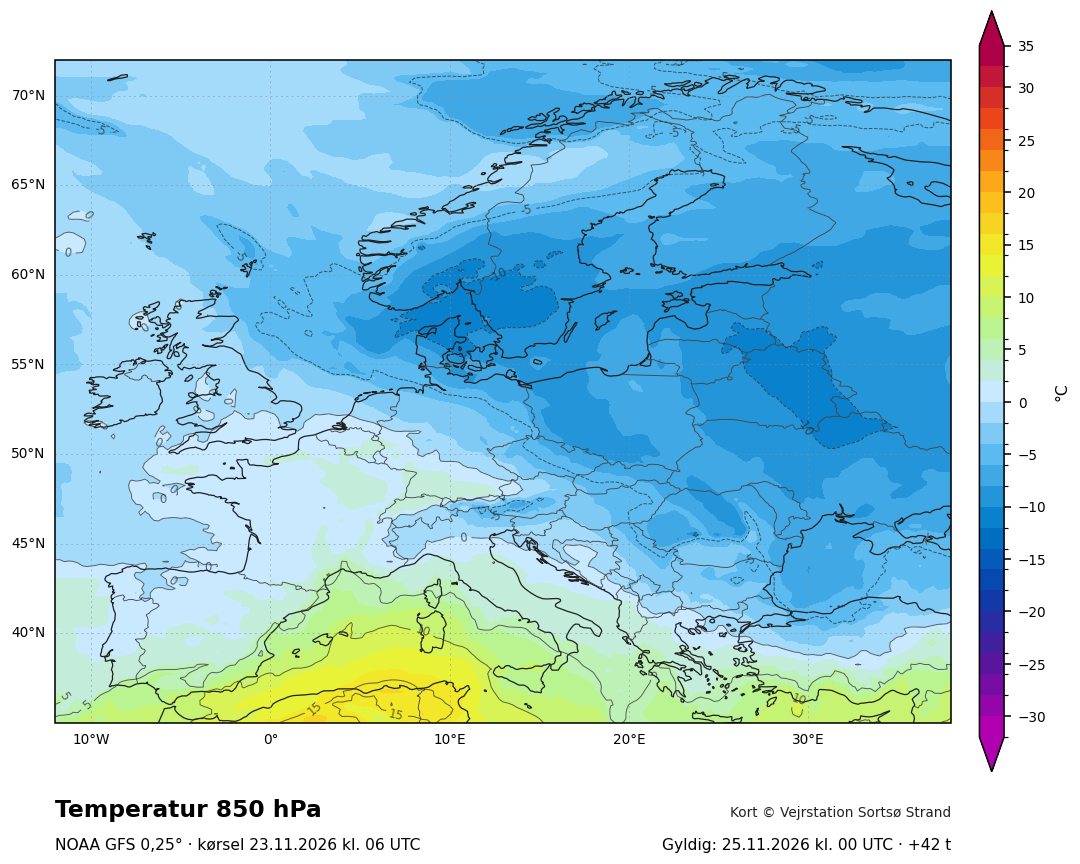 70°N
65°N
60°N
55°N
50°N
45°N
40°N
10°W 0° 10°E 20°E 30°E
35
30
25
20
15
10
5
0
−5
−10
−15
−20
−25
−30
°C
Temperatur 850 hPa
Kort © Vejrstation Sortsø Strand
NOAA GFS 0,25° · kørsel 23.11.2026 kl. 06 UTC
Gyldig: 25.11.2026 kl. 00 UTC · +42 t